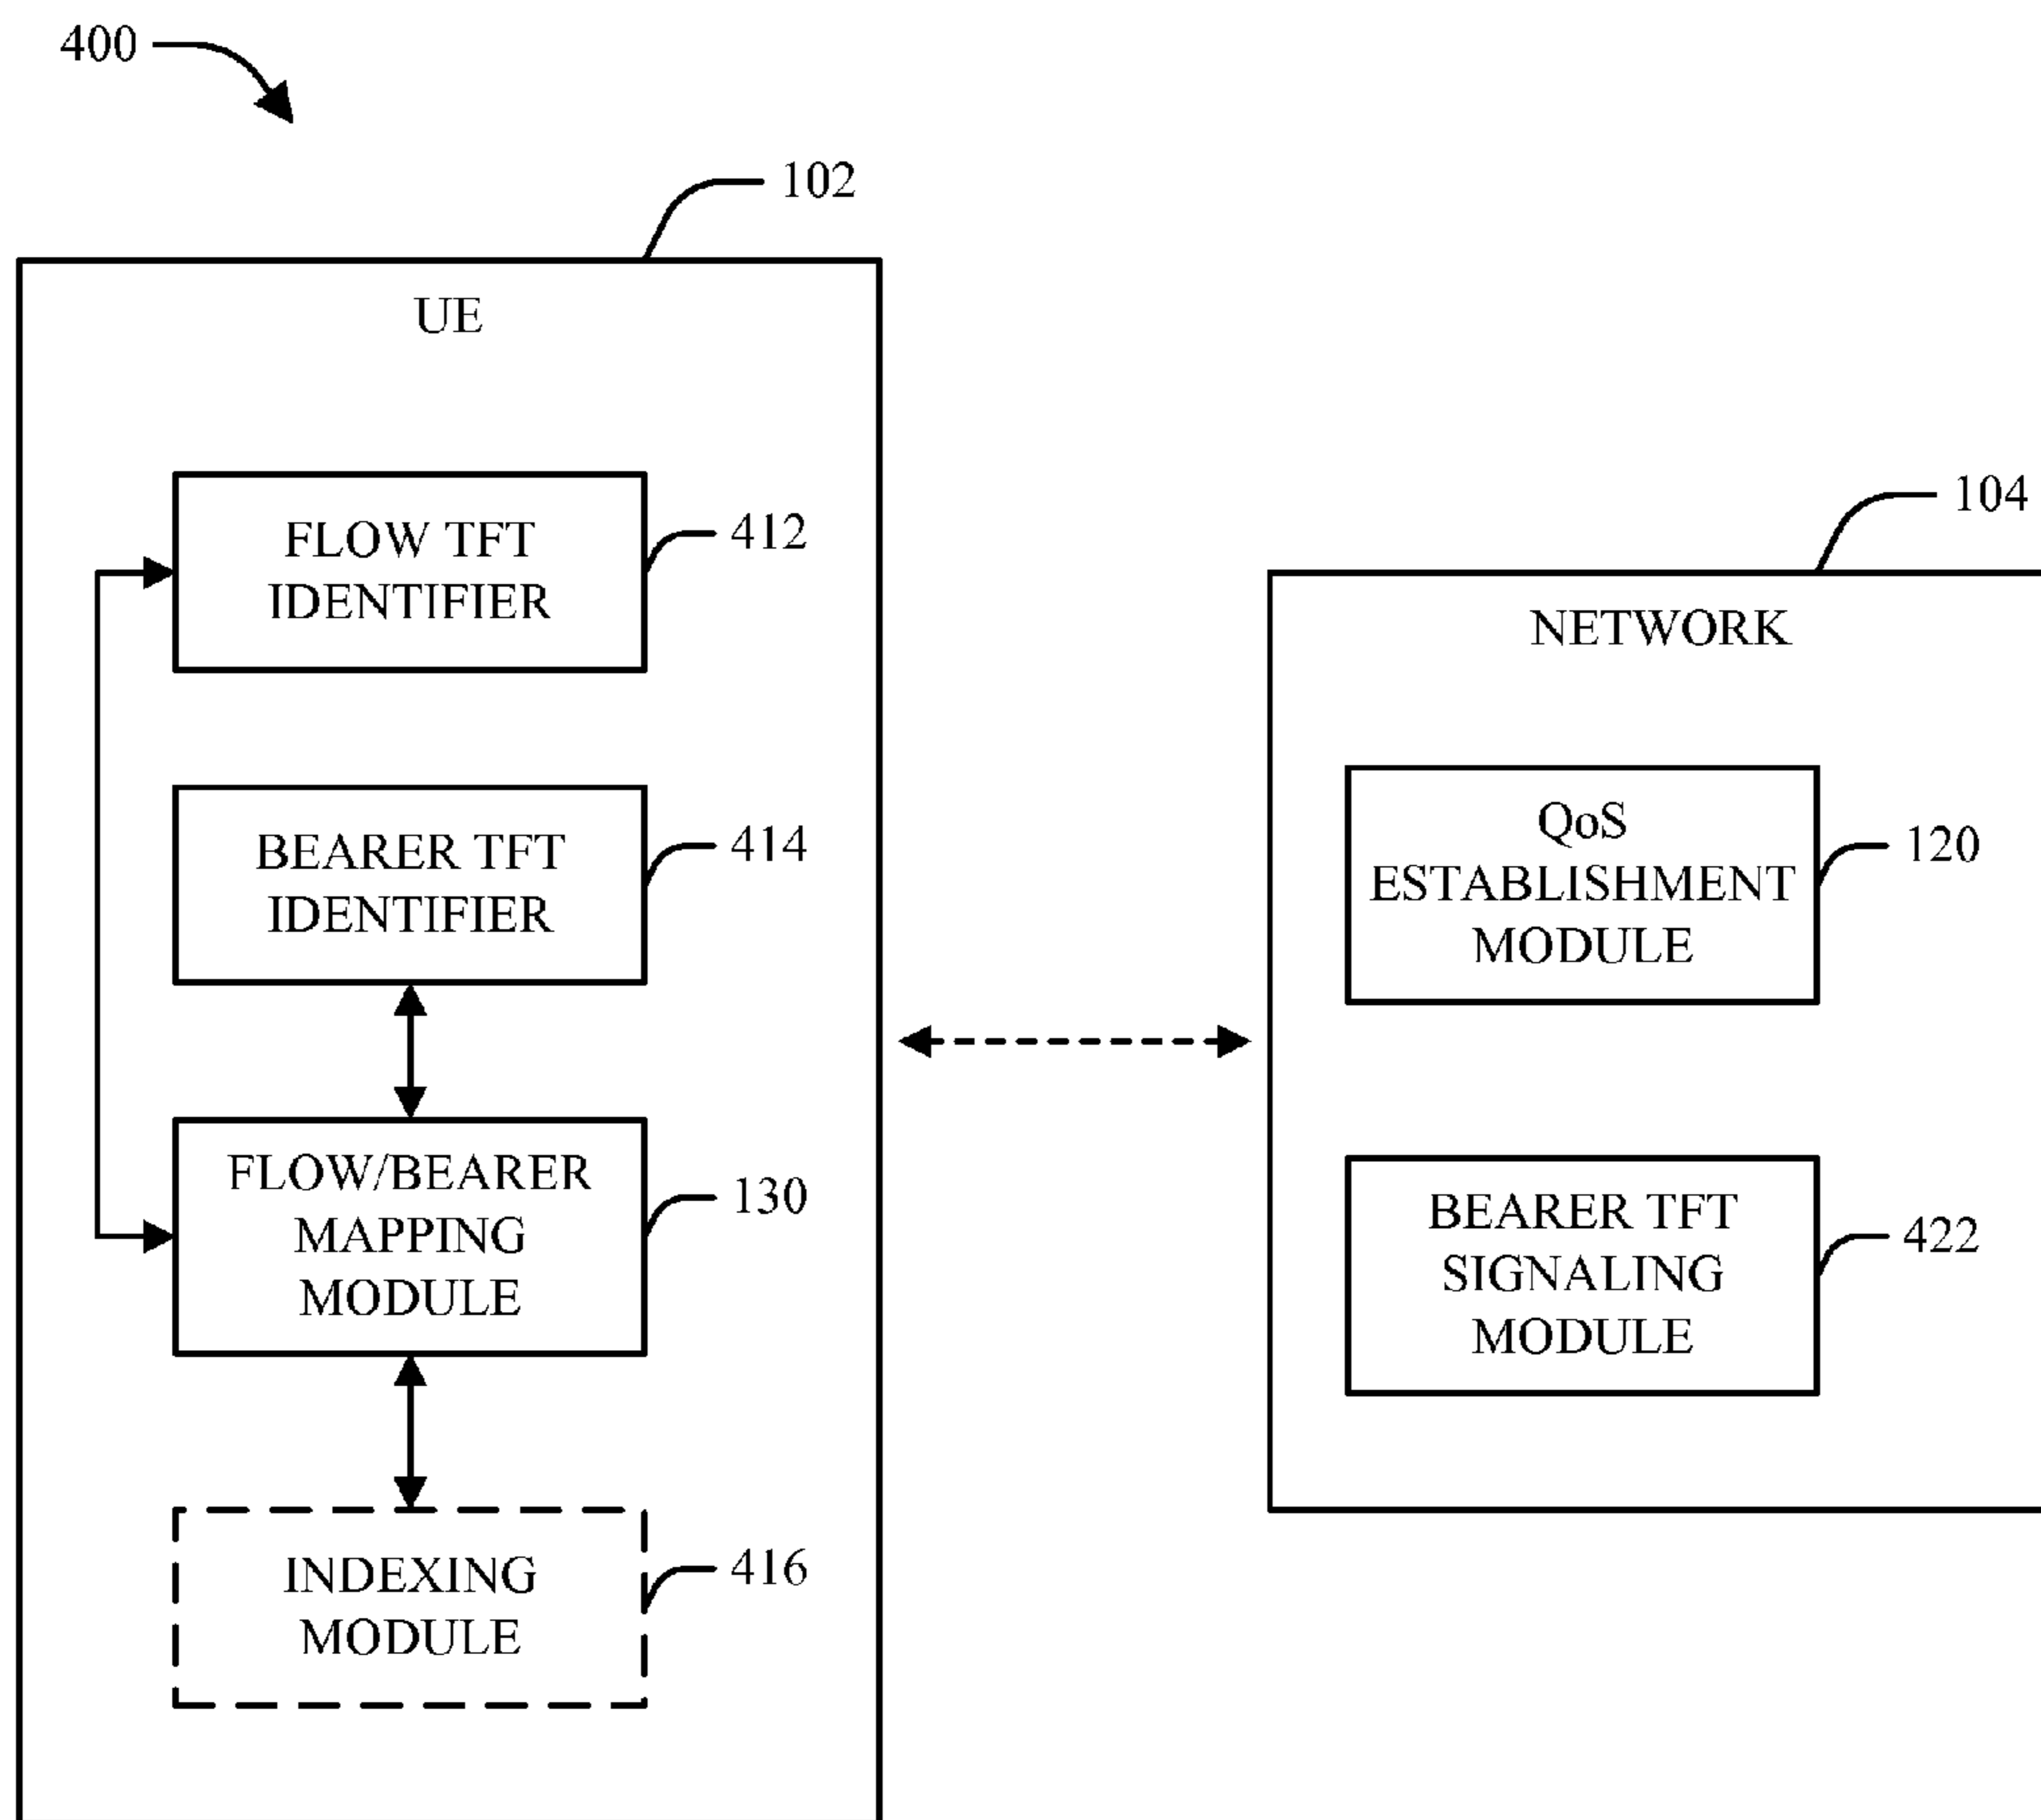 400
102
UE
FLOW TFT
IDENTIFIER
412
BEARER TFT
IDENTIFIER
414
FLOW/BEARER
MAPPING
MODULE
130
INDEXING
MODULE
416
104
NETWORK
QoS
ESTABLISHMENT
MODULE
120
BEARER TFT
SIGNALING
MODULE
422